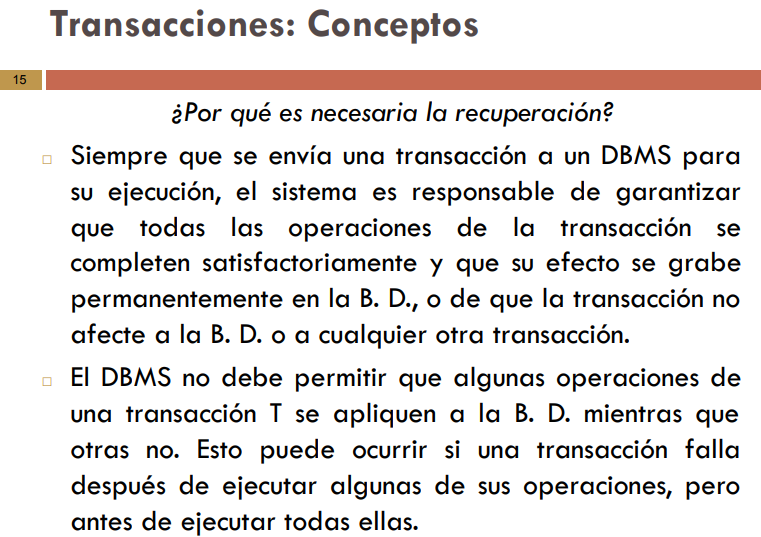 Transacciones: Conceptos
15
¿Por qué es necesaria la recuperación?
Siempre que se envía una transacción a un DBMS para
su ejecución, el sistema es responsable de garantizar
que todas las operaciones de la transacción se
completen satisfactoriamente y que su efecto se grabe
permanentemente en la B. D., o de que la transacción no
afecte a la B. D. o a cualquier otra transacción.
El DBMS no debe permitir que algunas operaciones de
una transacción T se apliquen a la B. D. mientras que
otras no. Esto puede ocurrir si una transacción falla
después de ejecutar algunas de sus operaciones, pero
antes de ejecutar todas ellas.